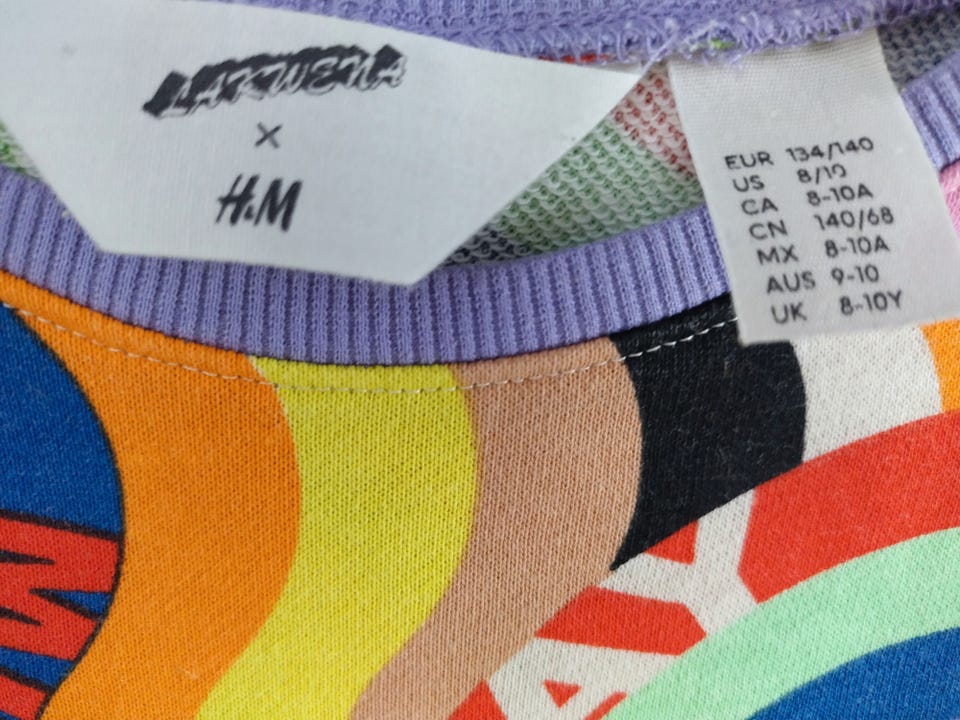 LAKWENA
X
H&M
EUR 134/140
US 8/10
CA 8-10A
CN 140/68
MX 8-10A
AUS 9-10
UK 8-10Y